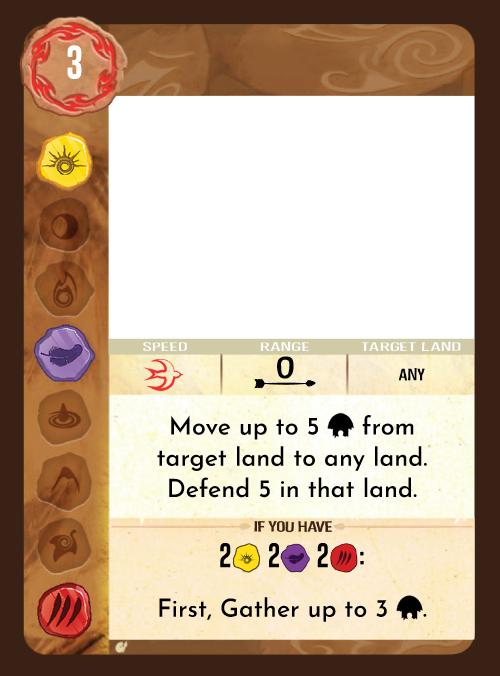 3
SPEED RANGE TARGET LAND
0 ANY
Move up to 5 from
target land to any land.
Defend 5 in that land.
IF YOU HAVE
2 2 2 :
First, Gather up to 3 .